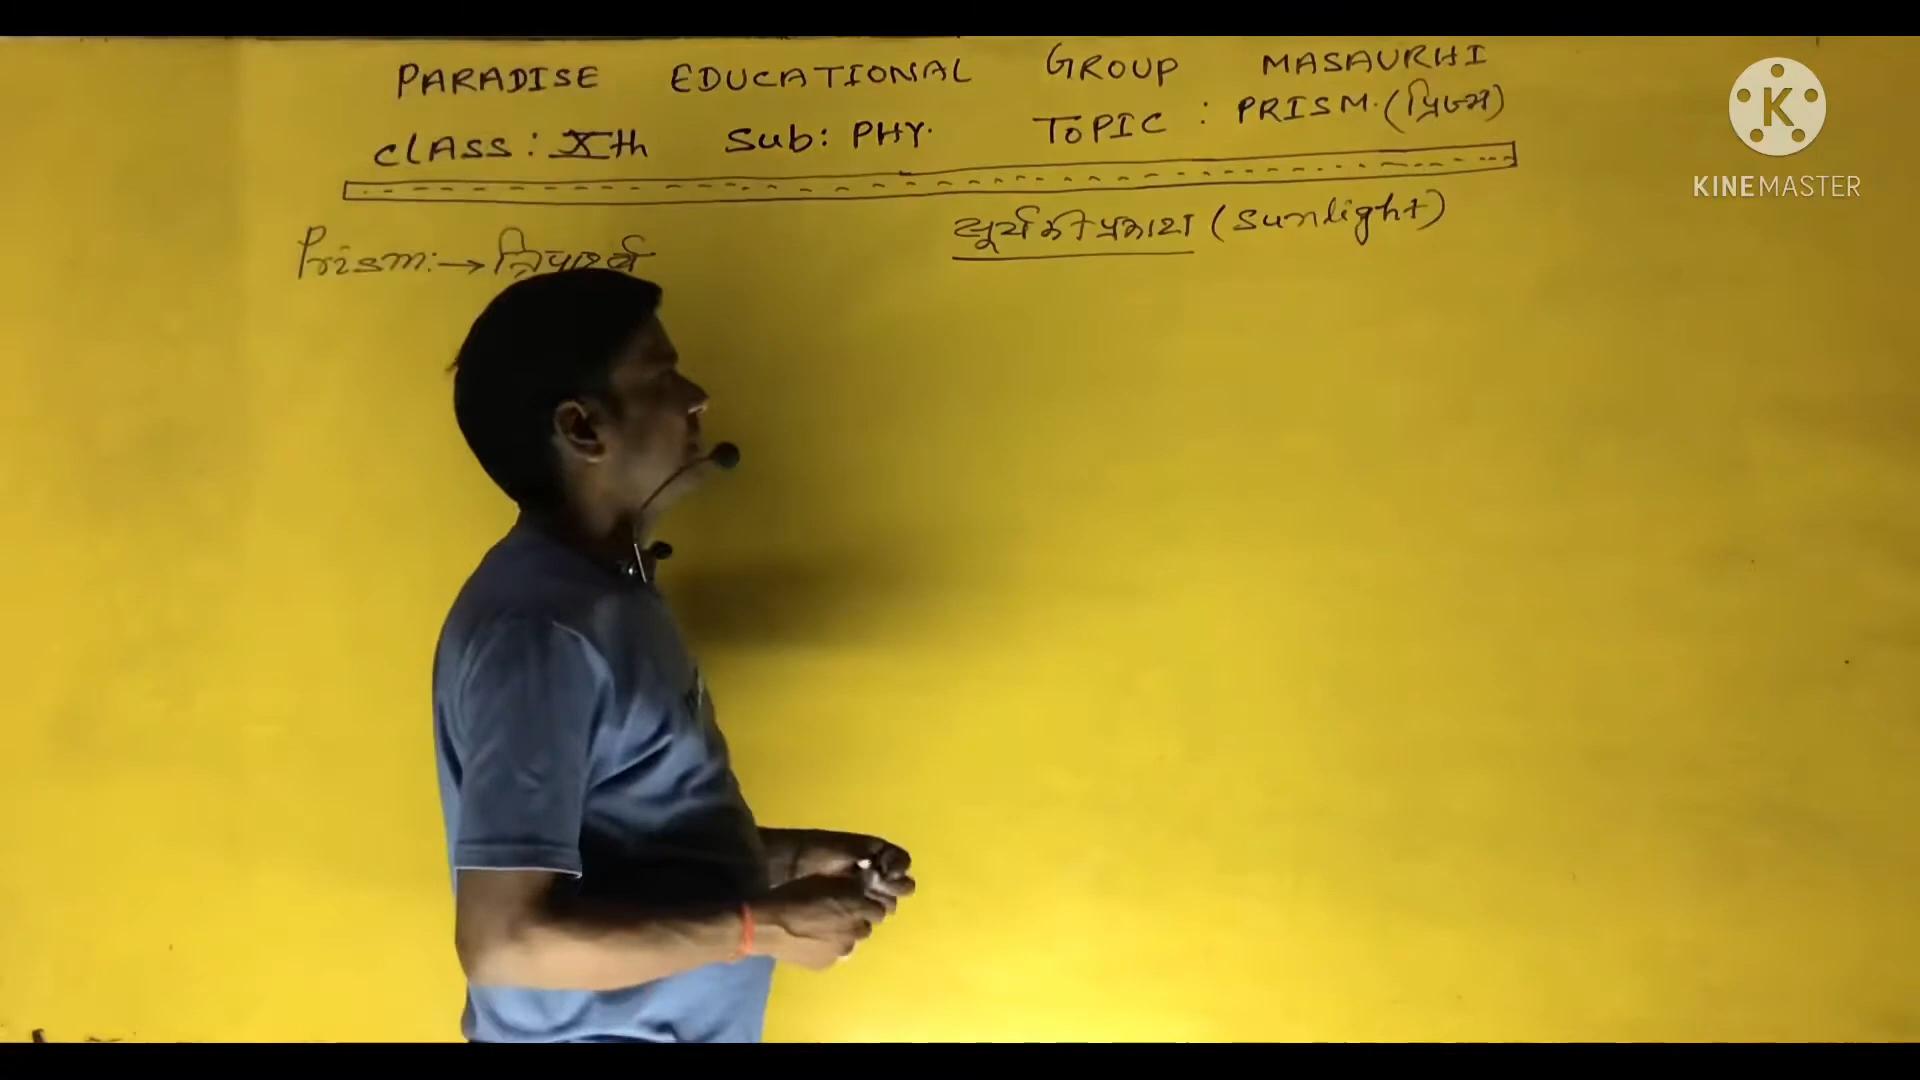 PARADISE EDUCATIONAL GROUP MASAURHI
CLASS: Xth Sub: PHY. TOPIC: PRISM. (प्रिज्म)
Prism:→
सूर्य की प्रकाश (Sunlight)
KINEMASTER